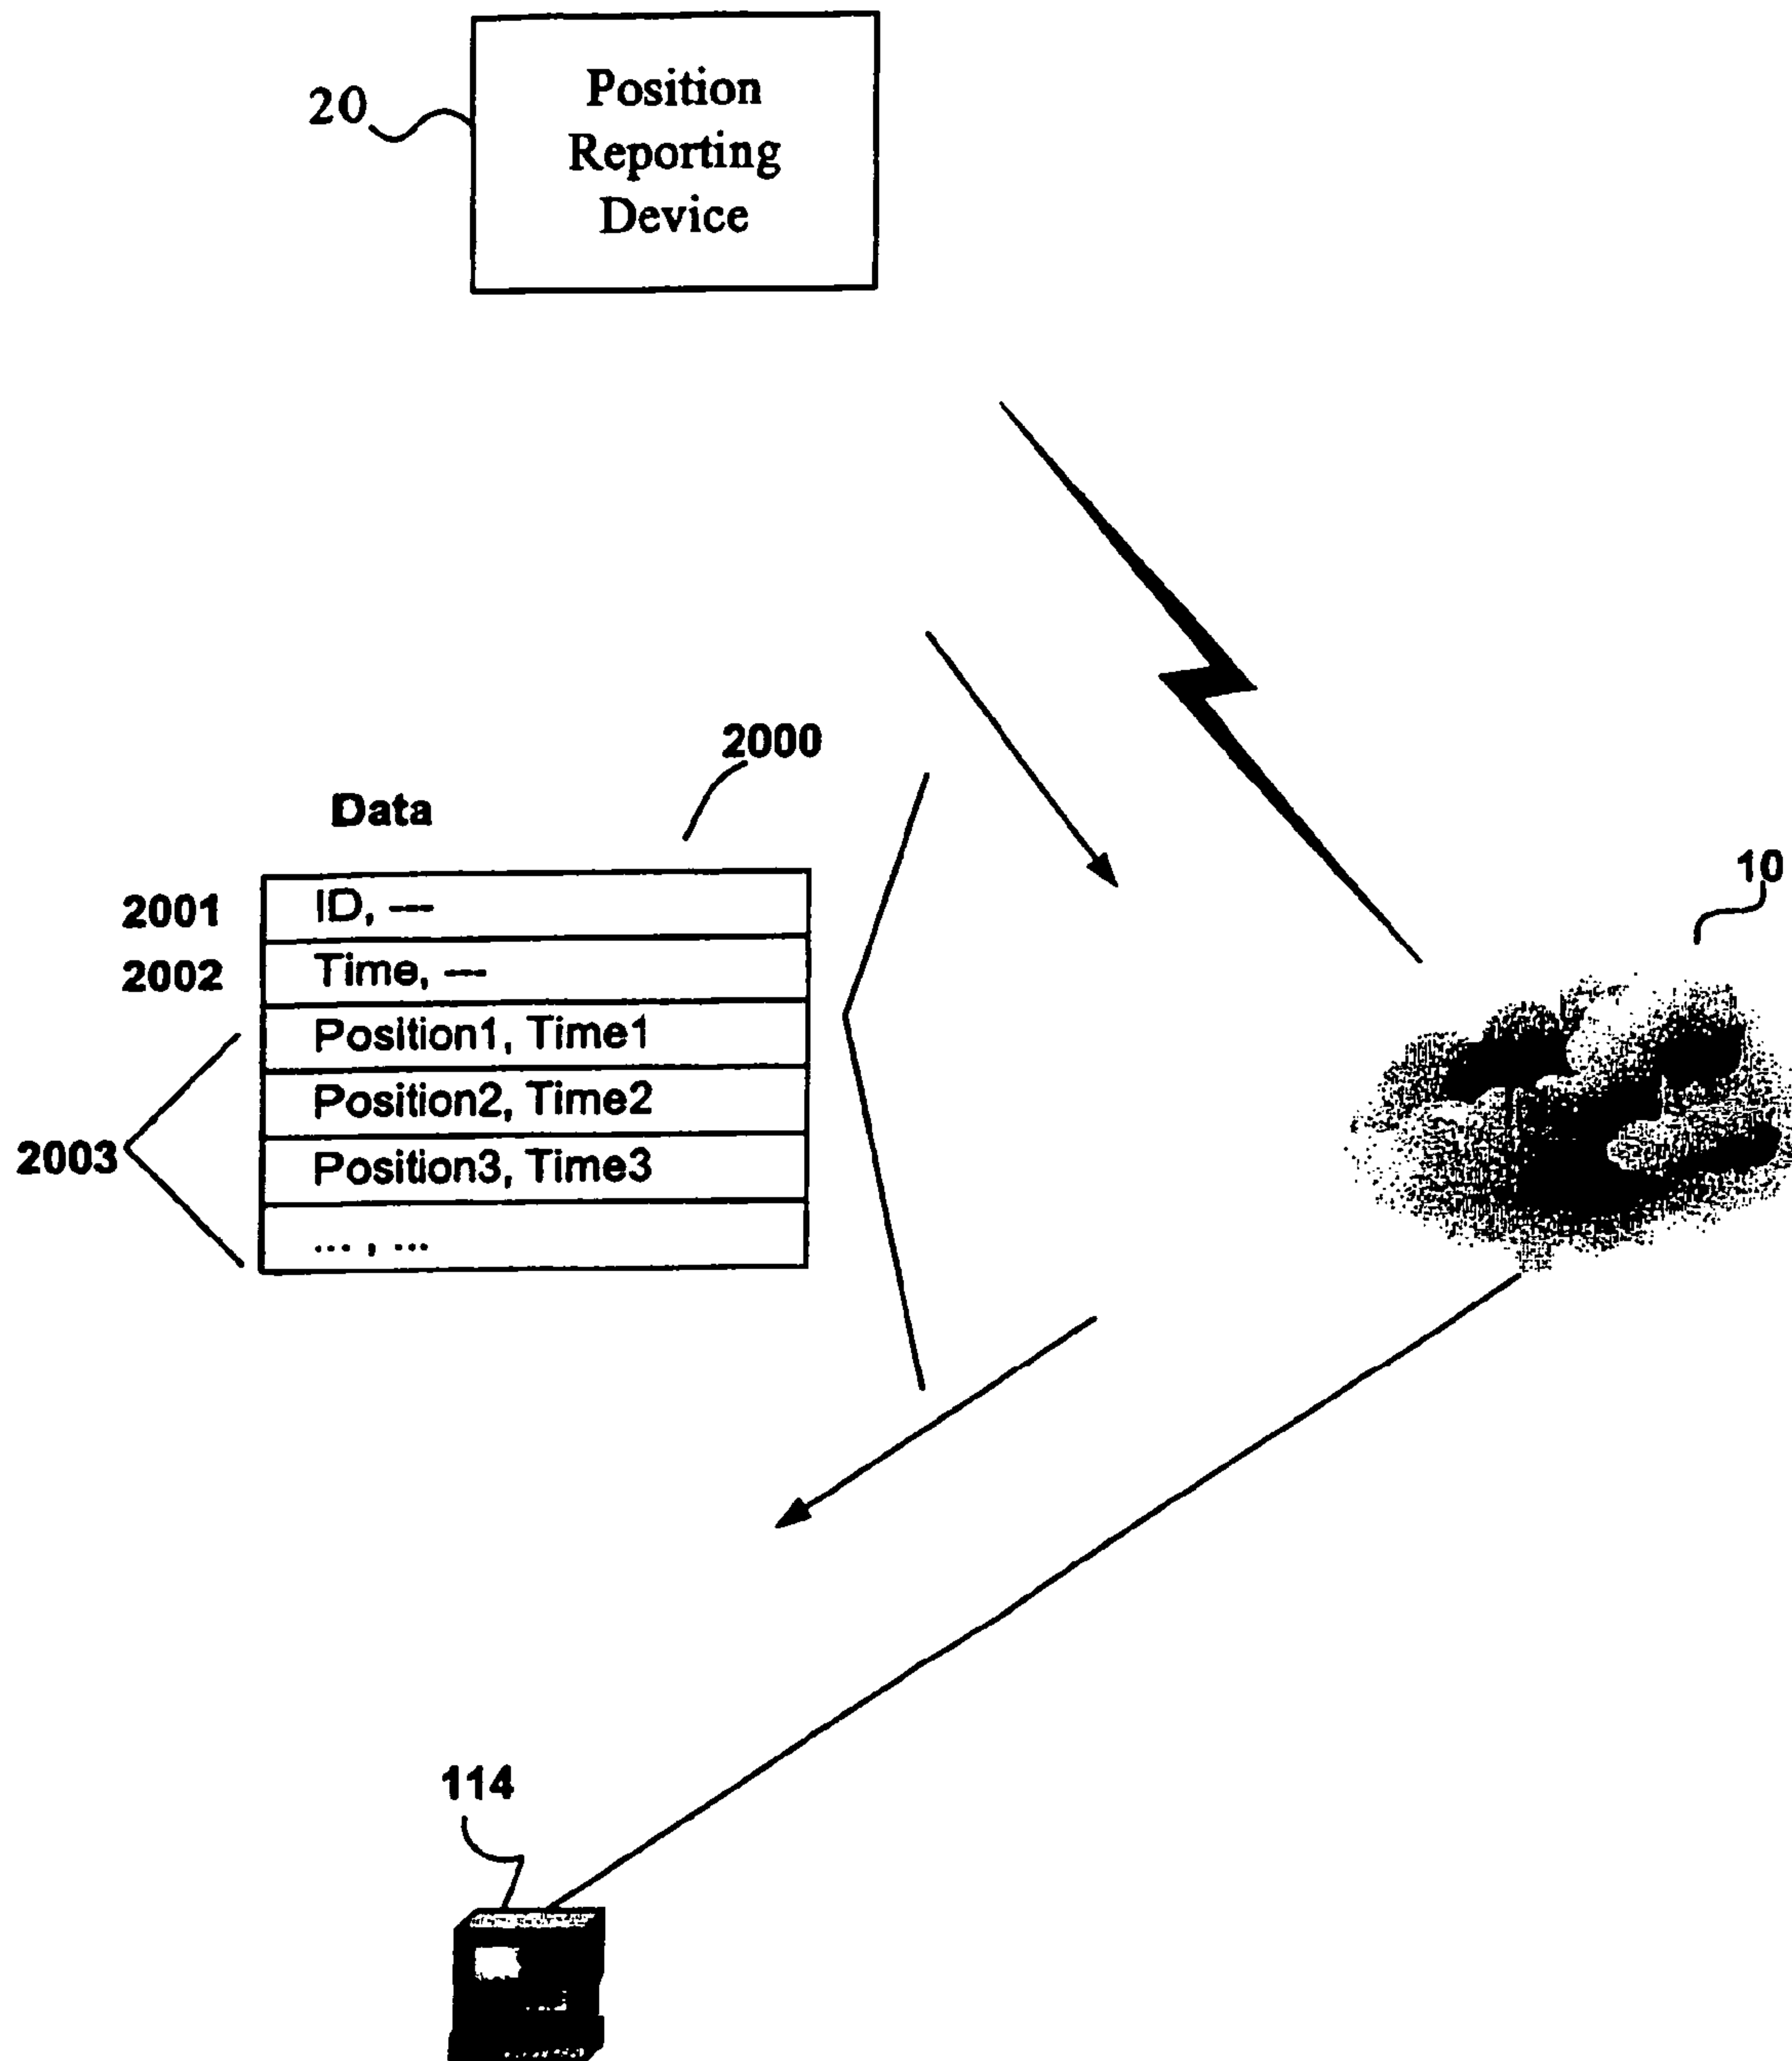 Position
Reporting
Device
20
2000
Data
10
2001
ID, —
2002
Time, —
Position1, Time1
Position2, Time2
2003
Position3, Time3
... , ...
114